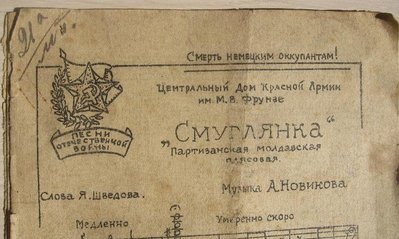 Смерть немецким оккупантам!
Центральный Дом Красной Армии
им. М. В. Фрунзе
ПЕСНИ
ОТЕЧЕСТВЕННОЙ
ВОЙНЫ
„Смуглянка“
Партизанская молдавская
плясовая.
Слова Я. Шведова.
Музыка А. Новикова
Медленно
Умеренно скоро